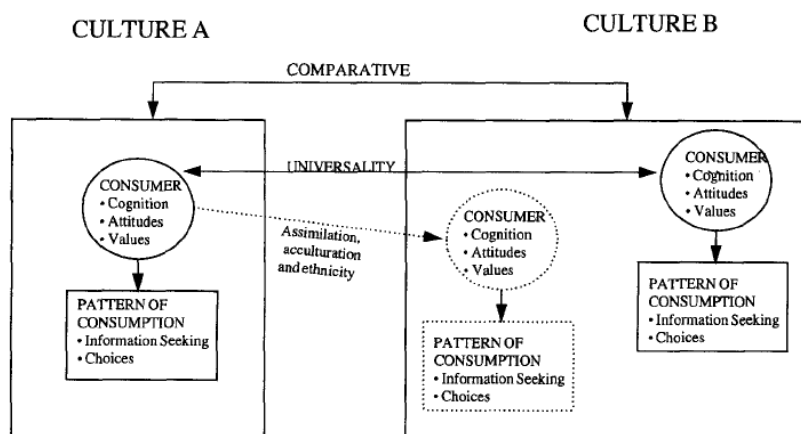 CULTURE A
CULTURE B
COMPARATIVE
UNIVERSALITY
CONSUMER
• Cognition
• Attitudes
• Values
Assimilation,
acculturation
and ethnicity
CONSUMER
• Cognition
• Attitudes
• Values
CONSUMER
• Cognition
• Attitudes
• Values
PATTERN OF
CONSUMPTION
• Information Seeking
• Choices
PATTERN OF
CONSUMPTION
• Information Seeking
• Choices
PATTERN OF
CONSUMPTION
• Information Seeking
• Choices